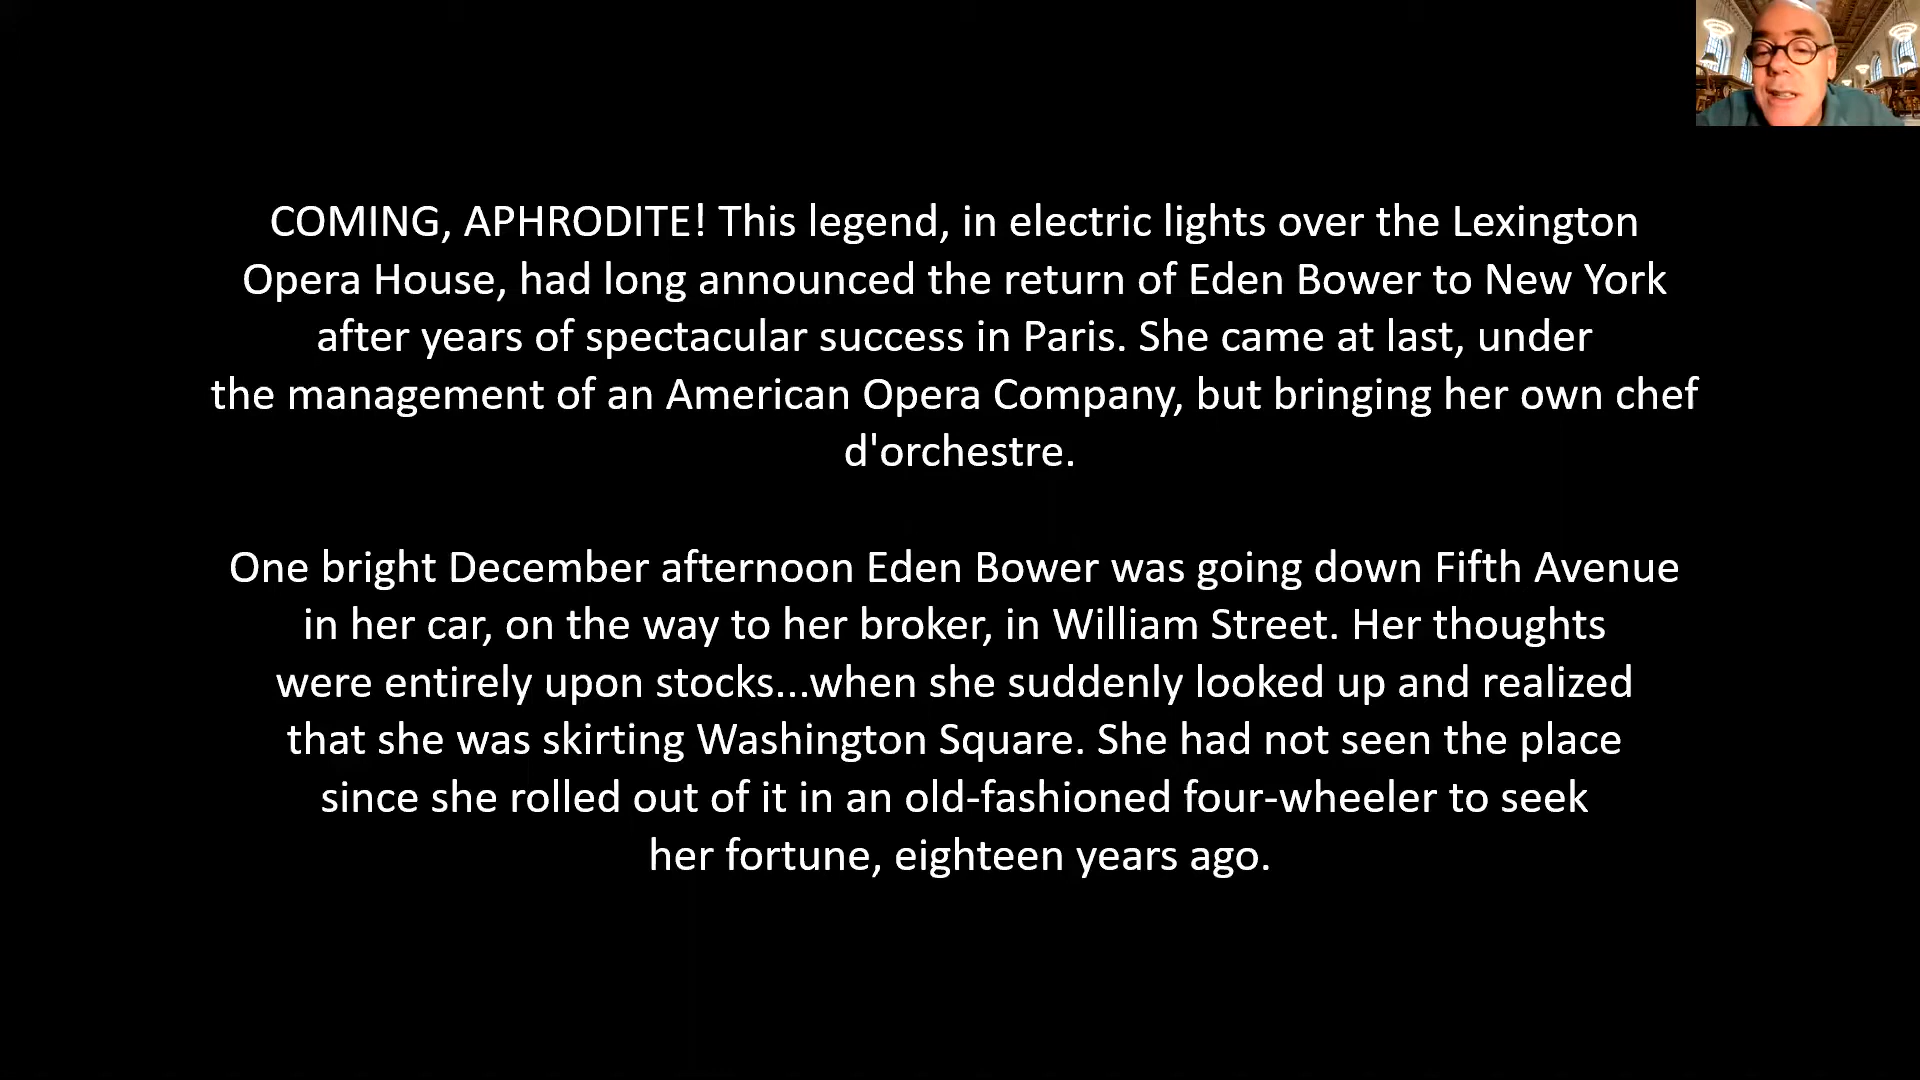 COMING, APHRODITE! This legend, in electric lights over the Lexington
Opera House, had long announced the return of Eden Bower to New York
after years of spectacular success in Paris. She came at last, under
the management of an American Opera Company, but bringing her own chef
d'orchestre.
One bright December afternoon Eden Bower was going down Fifth Avenue
in her car, on the way to her broker, in William Street. Her thoughts
were entirely upon stocks...when she suddenly looked up and realized
that she was skirting Washington Square. She had not seen the place
since she rolled out of it in an old-fashioned four-wheeler to seek
her fortune, eighteen years ago.